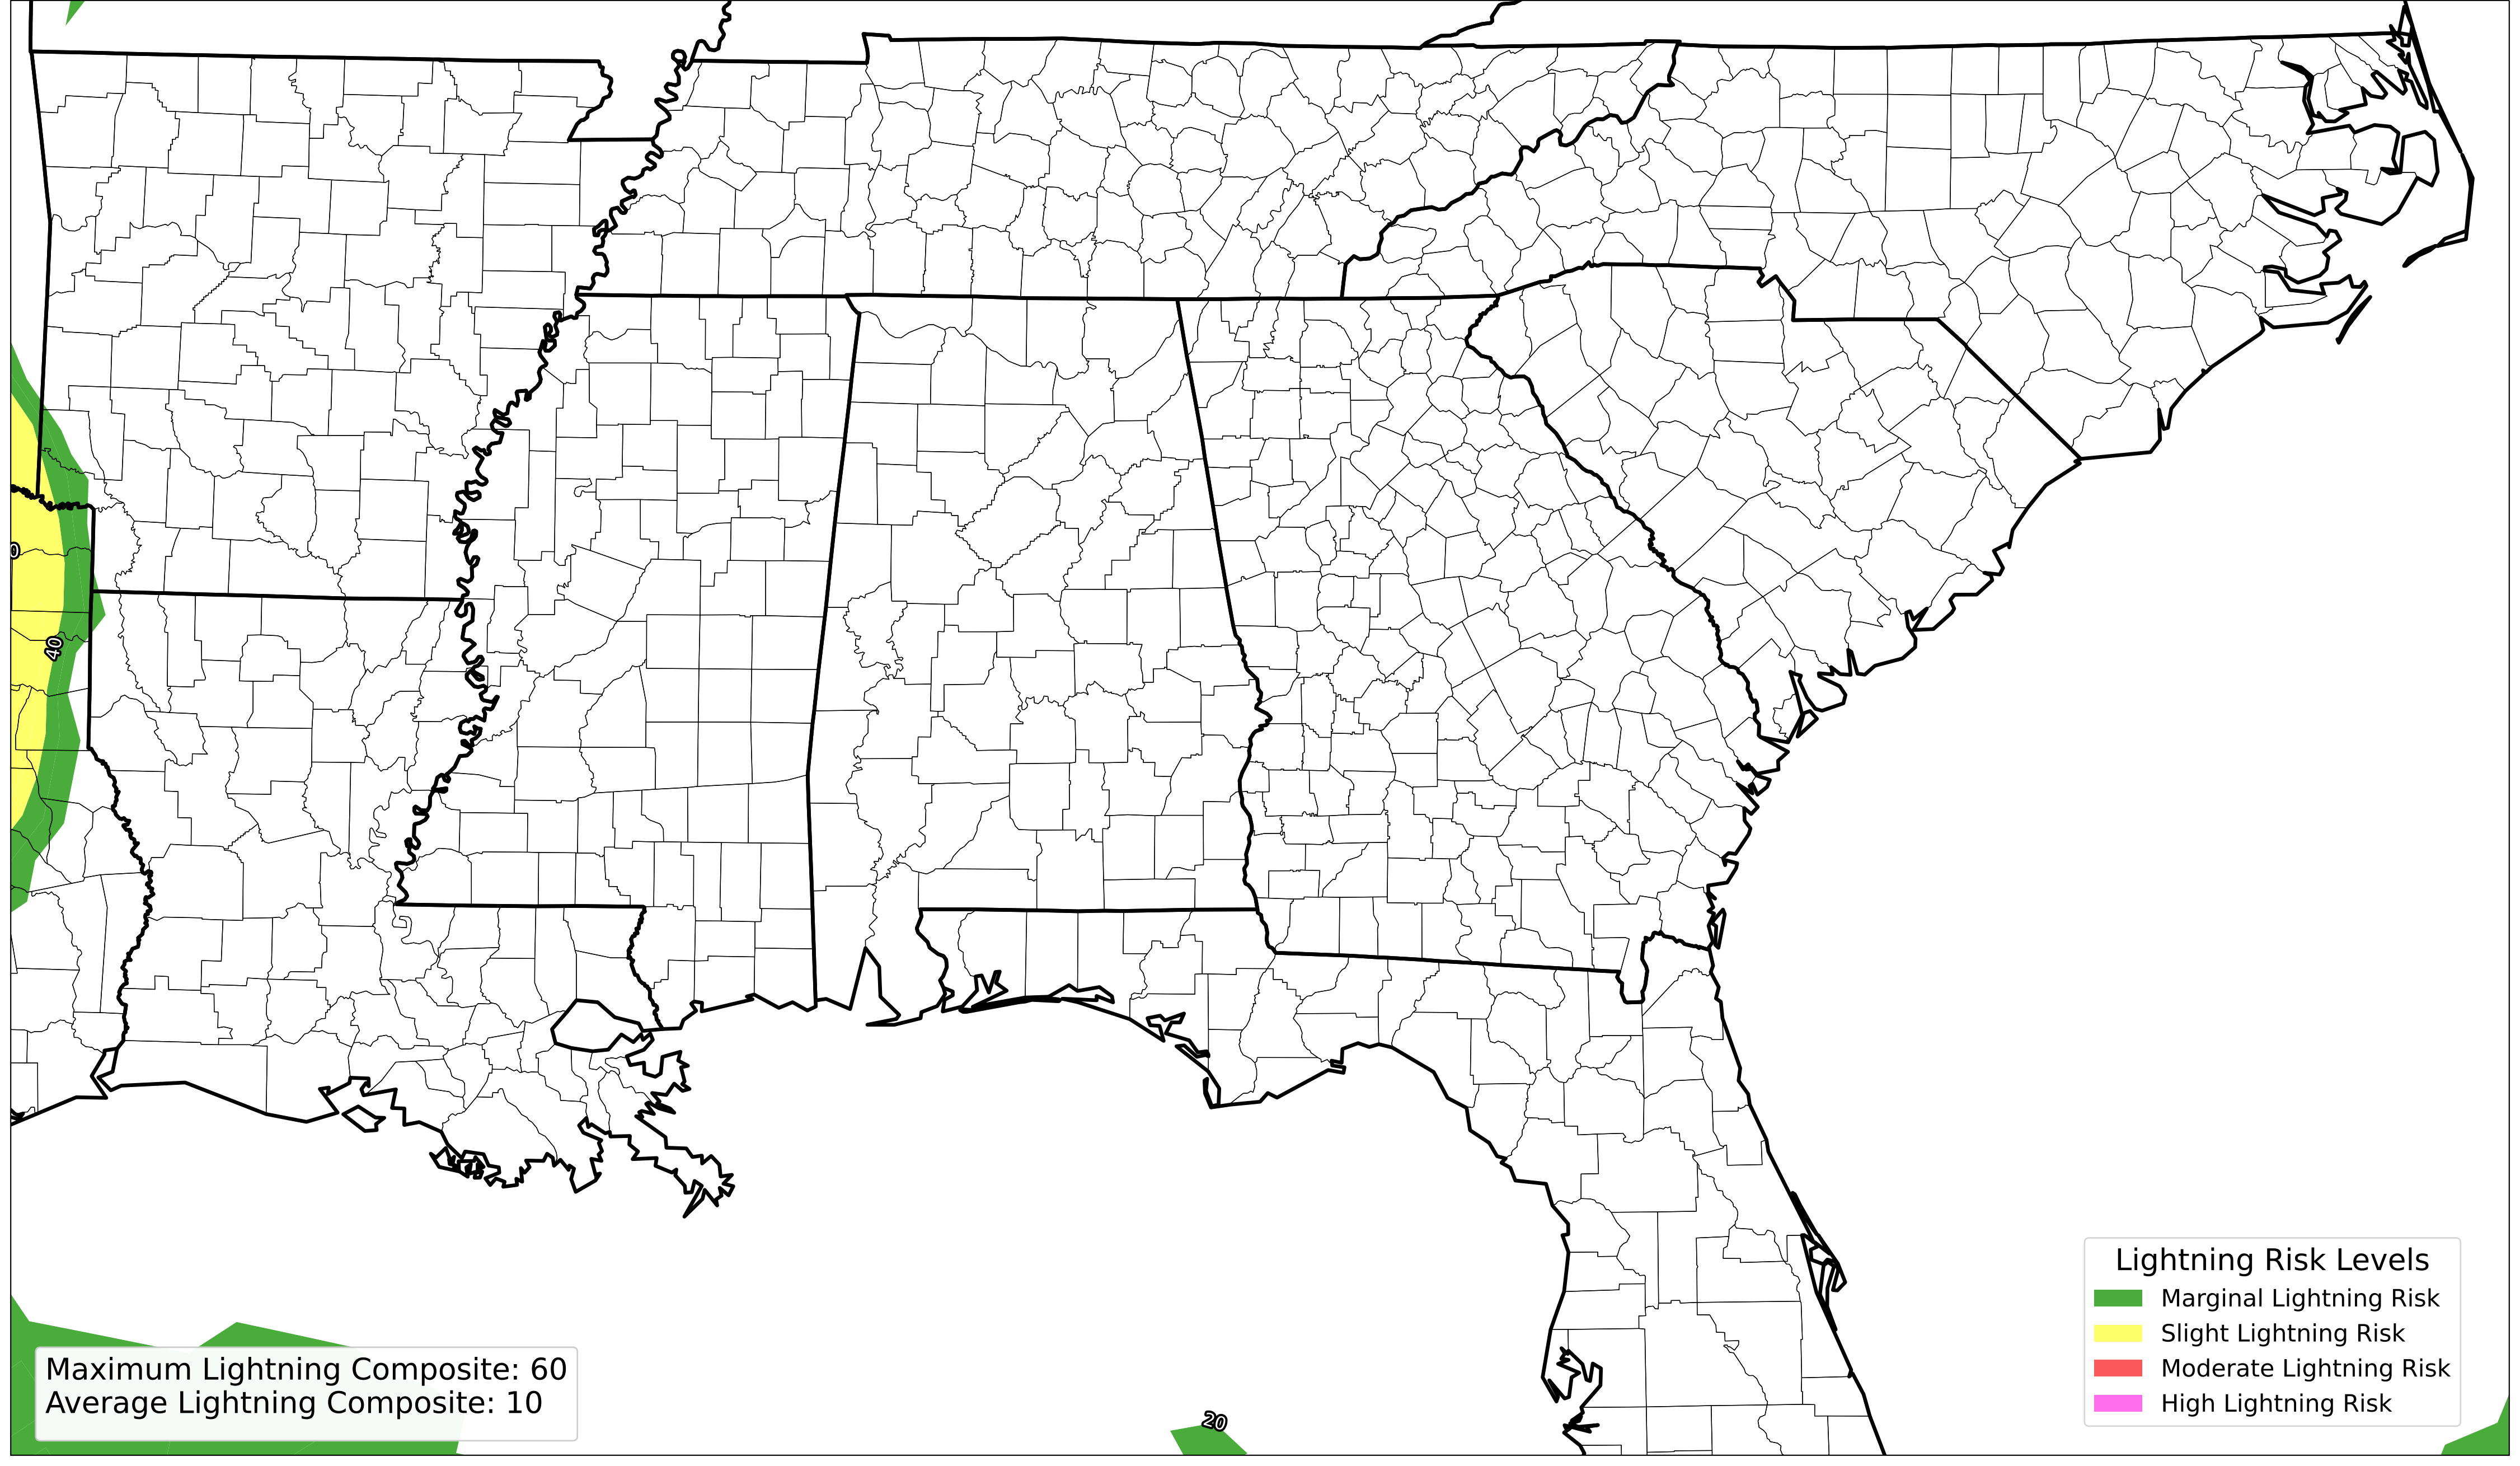 0
40
20
Maximum Lightning Composite: 60
Average Lightning Composite: 10
Lightning Risk Levels
Marginal Lightning Risk
Slight Lightning Risk
Moderate Lightning Risk
High Lightning Risk